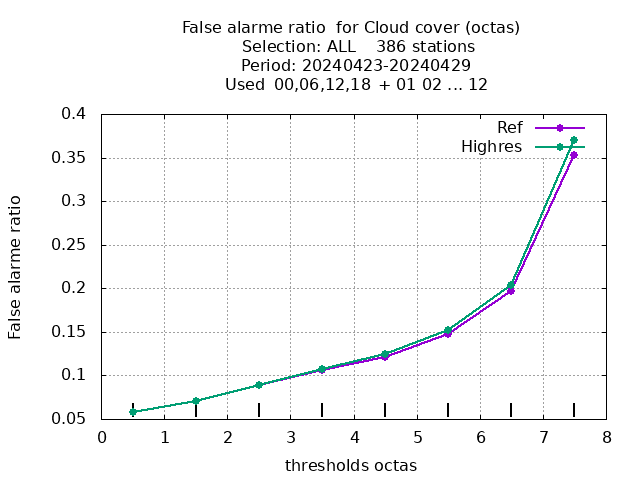 False alarme ratio  for Cloud cover (octas)
Selection: ALL    386 stations
Period: 20240423-20240429
Used  00,06,12,18  + 01 02 ... 12
Ref
Highres
0.4
0.35
0.3
0.25
0.2
0.15
0.1
0.05
False alarme ratio
0 1 2 3 4 5 6 7 8
thresholds octas